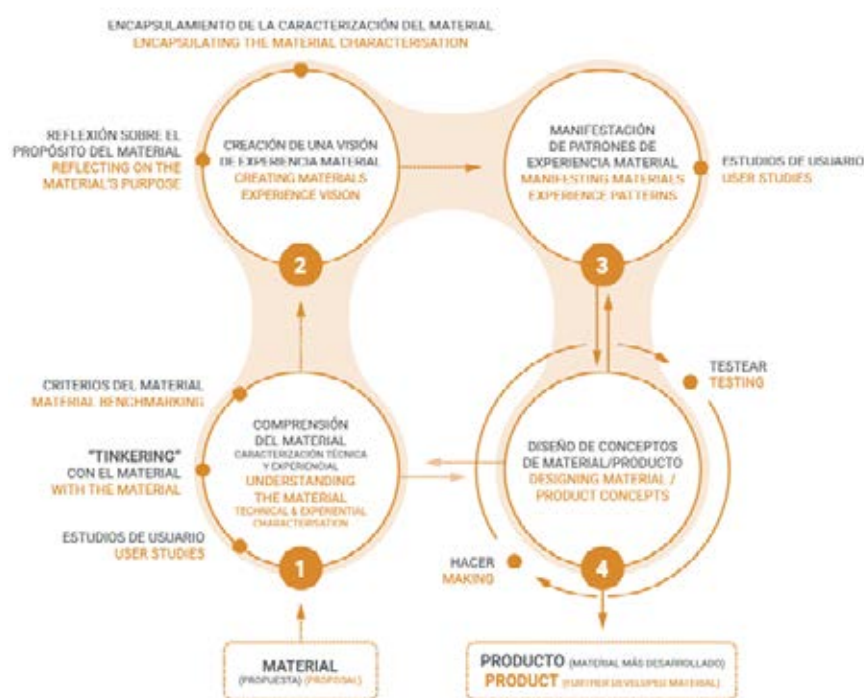 ENCAPSULAMIENTO DE LA CARACTERIZACIÓN DEL MATERIAL
ENCAPSULATING THE MATERIAL CHARACTERISATION
REFLEXIÓN SOBRE EL
PROPÓSITO DEL MATERIAL
REFLECTING ON THE
MATERIAL'S PURPOSE
CREACIÓN DE UNA VISIÓN
DE EXPERIENCIA MATERIAL
CREATING MATERIALS
EXPERIENCE VISION
2
MANIFESTACIÓN
DE PATRONES DE
EXPERIENCIA MATERIAL
MANIFESTING MATERIALS
EXPERIENCE PATTERNS
3
ESTUDIOS DE USUARIO
USER STUDIES
CRITERIOS DEL MATERIAL
MATERIAL BENCHMARKING
"TINKERING"
CON EL MATERIAL
WITH THE MATERIAL
ESTUDIOS DE USUARIO
USER STUDIES
COMPRENSIÓN
DEL MATERIAL
CARACTERIZACIÓN TÉCNICA
Y EXPERIENCIAL
UNDERSTANDING
THE MATERIAL
TECHNICAL & EXPERIENTIAL
CHARACTERISATION
1
TESTEAR
TESTING
DISEÑO DE CONCEPTOS
DE MATERIAL/PRODUCTO
DESIGNING MATERIAL /
PRODUCT CONCEPTS
HACER
MAKING
4
MATERIAL
(PROPUESTA) (PROPOSAL)
PRODUCTO (MATERIAL MÁS DESARROLLADO)
PRODUCT (FURTHER DEVELOPED MATERIAL)